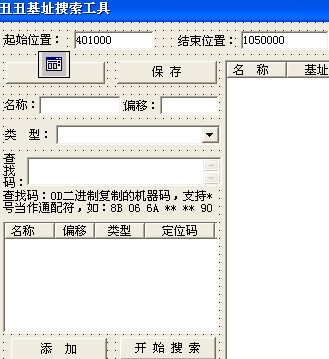 丑丑基址搜索工具
起始位置： 401000 结束位置： 1050000
保 存
名 称 基址
名称： 偏移：
类 型：
查找码：
查找码：OD二进制复制的机器码，支持*
号当作通配符，如：8B 06 6A ** ** 90
名称 偏移 类型 定位码
添 加 开 始 搜 索